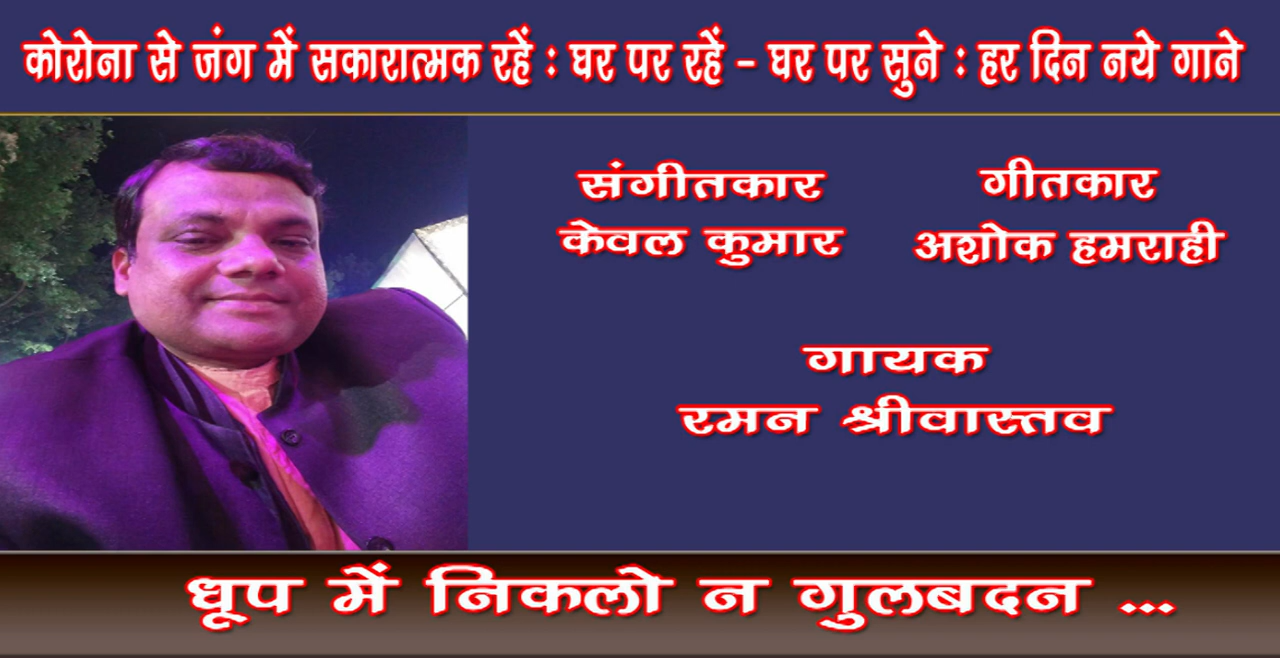 कोरोना से जंग में सकारात्मक रहें : घर पर रहें - घर पर सुने : हर दिन नये गाने
संगीतकार
केवल कुमार
गीतकार
अशोक हमराही
गायक
रमन श्रीवास्तव
धूप में निकलो न गुलबदन ...